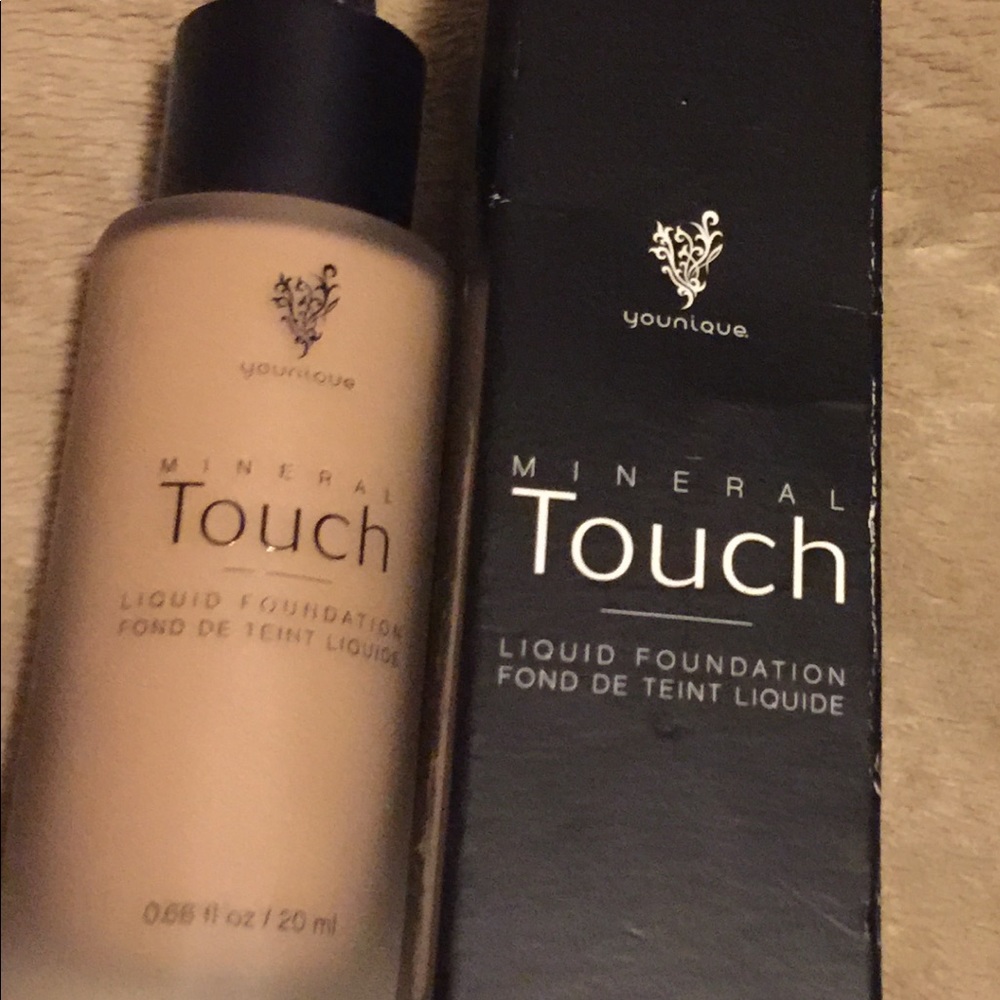 younique
MINERAL
Touch
LIQUID FOUNDATION
FOND DE TEINT LIQUIDE
0.66 fl oz / 20 ml
younique
MINERAL
Touch
LIQUID FOUNDATION
FOND DE TEINT LIQUIDE